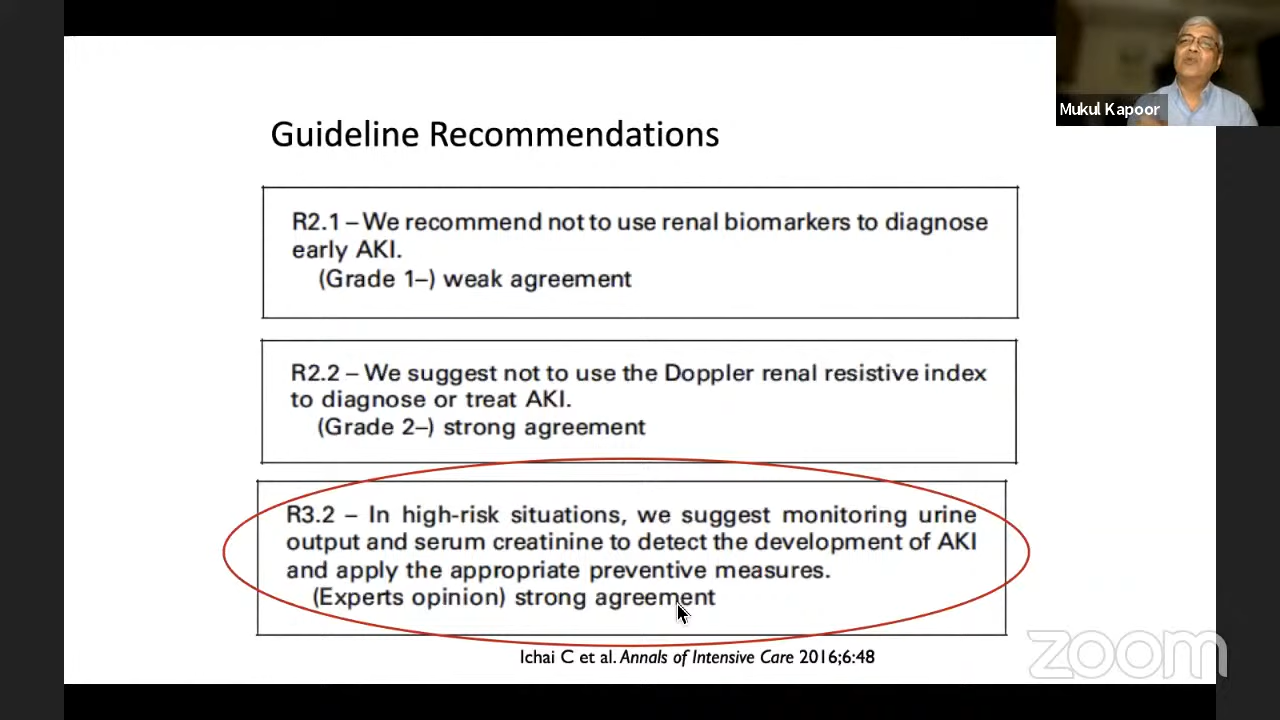 Mukul Kapoor
Guideline Recommendations
R2.1 – We recommend not to use renal biomarkers to diagnose
early AKI.
(Grade 1–) weak agreement
R2.2 – We suggest not to use the Doppler renal resistive index
to diagnose or treat AKI.
(Grade 2–) strong agreement
R3.2 – In high-risk situations, we suggest monitoring urine
output and serum creatinine to detect the development of AKI
and apply the appropriate preventive measures.
(Experts opinion) strong agreement
Ichai C et al. Annals of Intensive Care 2016;6:48
zoom